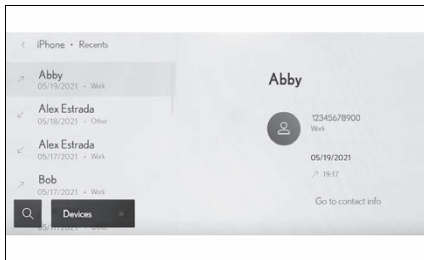 iPhone • Recents
Abby
05/19/2021 • Work
Alex Estrada
05/18/2021 • Other
Alex Estrada
05/17/2021 • Work
Bob
05/17/2021 • Work
Devices
Abby
12345678900
Work
05/19/2021
19:17
Go to contact info